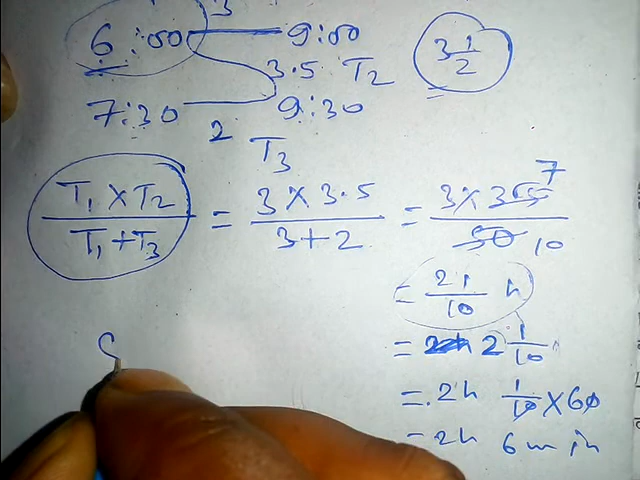 3
6:00 9:00 3 1/2
3.5 T2
7:30 9:30
2 T3
T1 × T2 / T1 + T3 = 3 × 3.5 / 3 + 2 = 3 × 35 7 / 50 10
= 21/10 h
= 2h 2 1/10
= 2h 1/10 × 60
= 2h 6 min